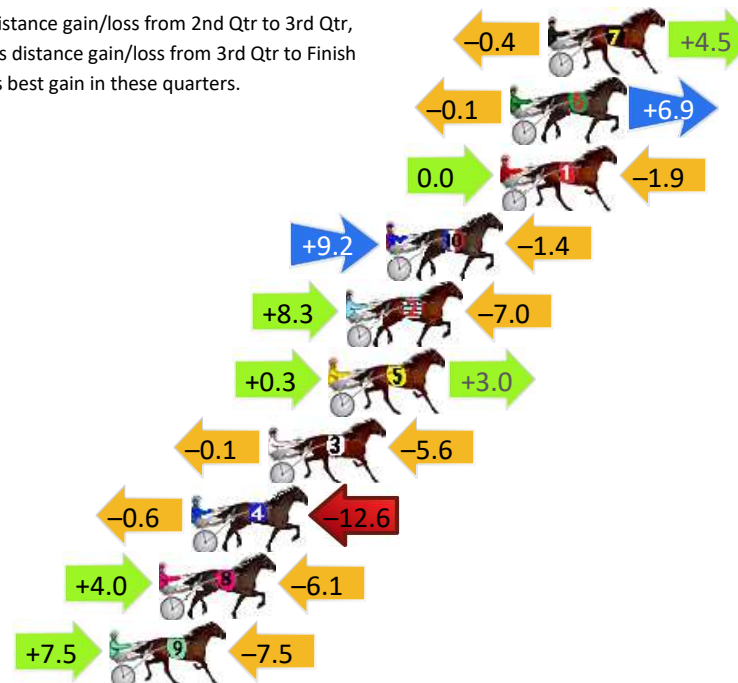 istance gain/loss from 2nd Qtr to 3rd Qtr,
s distance gain/loss from 3rd Qtr to Finish
s best gain in these quarters.
–0.4 7 +4.5
–0.1 +6.9
0.0 1 –1.9
+9.2 –1.4
+8.3 –7.0
+0.3 5 +3.0
–0.1 3 –5.6
–0.6 4 –12.6
+4.0 8 –6.1
+7.5 9 –7.5